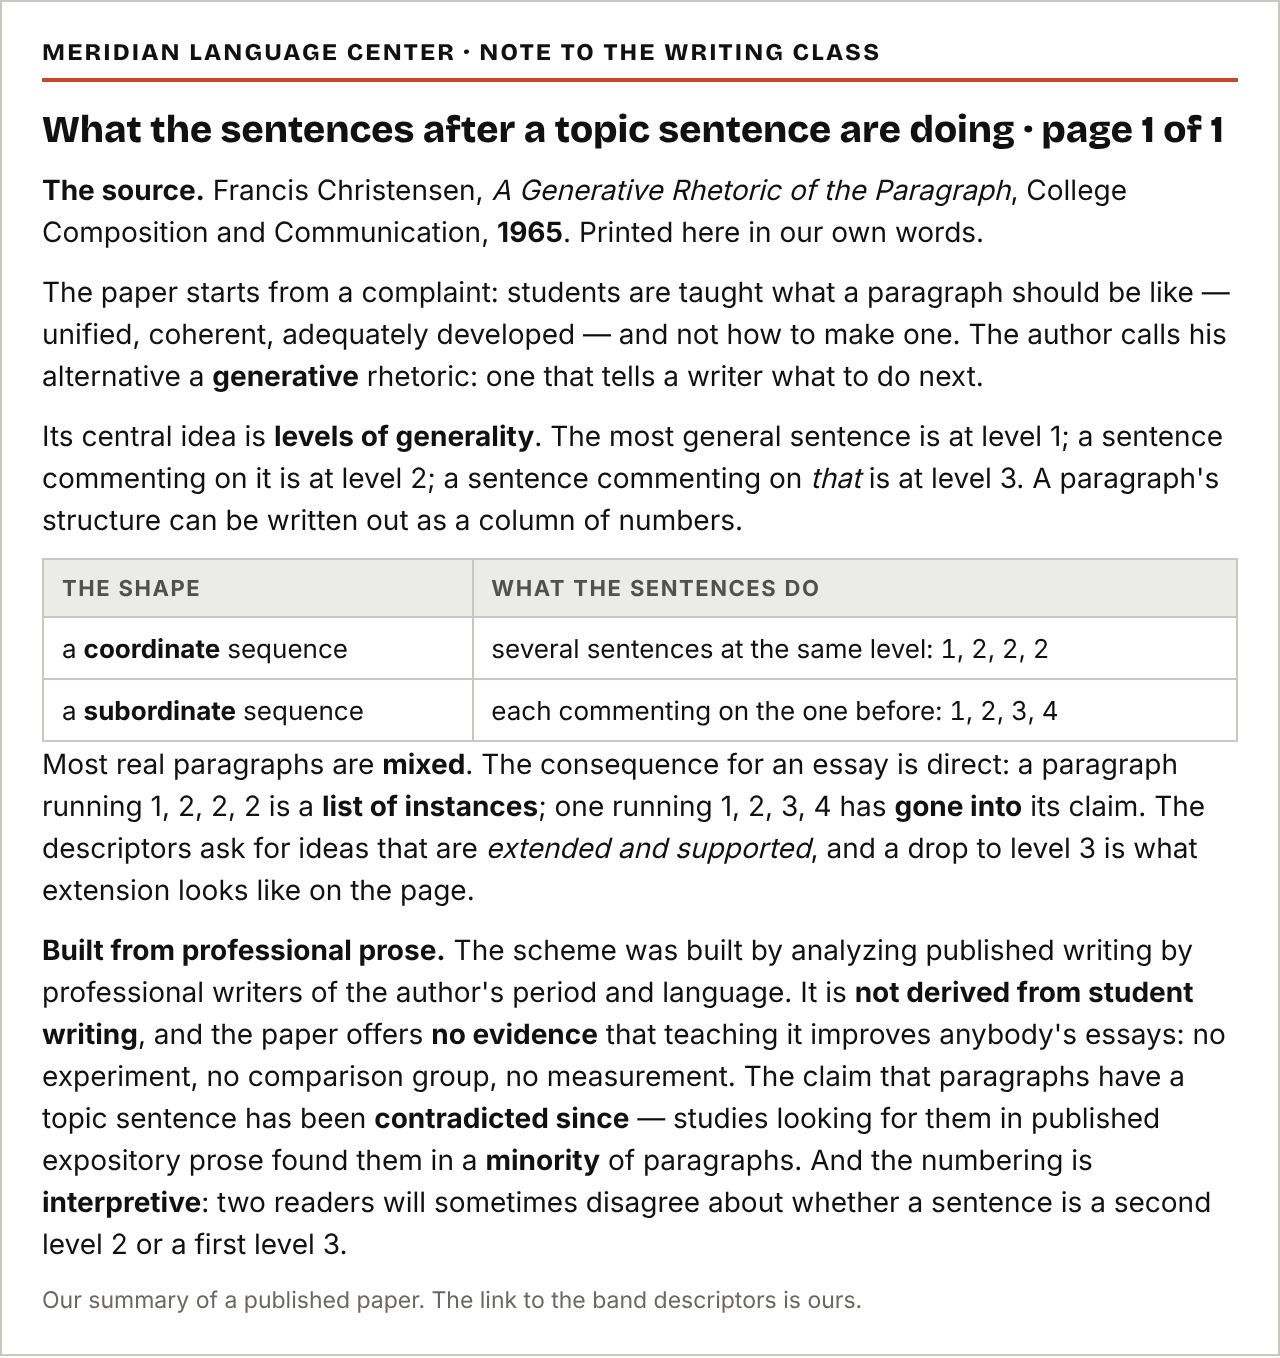 MERIDIAN LANGUAGE CENTER · NOTE TO THE WRITING CLASS
What the sentences after a topic sentence are doing · page 1 of 1
The source. Francis Christensen, A Generative Rhetoric of the Paragraph, College
Composition and Communication, 1965. Printed here in our own words.
The paper starts from a complaint: students are taught what a paragraph should be like —
unified, coherent, adequately developed — and not how to make one. The author calls his
alternative a generative rhetoric: one that tells a writer what to do next.
Its central idea is levels of generality. The most general sentence is at level 1; a sentence
commenting on it is at level 2; a sentence commenting on that is at level 3. A paragraph's
structure can be written out as a column of numbers.
THE SHAPE WHAT THE SENTENCES DO
a coordinate sequence several sentences at the same level: 1, 2, 2, 2
a subordinate sequence each commenting on the one before: 1, 2, 3, 4
Most real paragraphs are mixed. The consequence for an essay is direct: a paragraph
running 1, 2, 2, 2 is a list of instances; one running 1, 2, 3, 4 has gone into its claim. The
descriptors ask for ideas that are extended and supported, and a drop to level 3 is what
extension looks like on the page.
Built from professional prose. The scheme was built by analyzing published writing by
professional writers of the author's period and language. It is not derived from student
writing, and the paper offers no evidence that teaching it improves anybody's essays: no
experiment, no comparison group, no measurement. The claim that paragraphs have a
topic sentence has been contradicted since — studies looking for them in published
expository prose found them in a minority of paragraphs. And the numbering is
interpretive: two readers will sometimes disagree about whether a sentence is a second
level 2 or a first level 3.
Our summary of a published paper. The link to the band descriptors is ours.